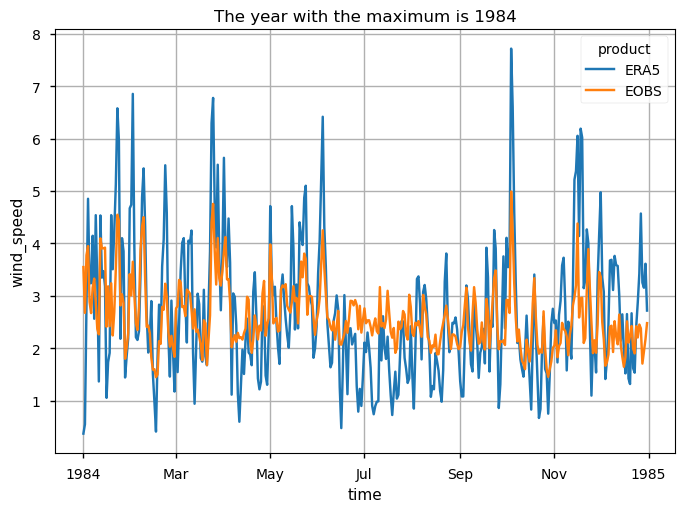 The year with the maximum is 1984
product
ERA5
EOBS
8
7
6
5
4
3
2
1
wind_speed
1984 Mar May Jul Sep Nov 1985
time